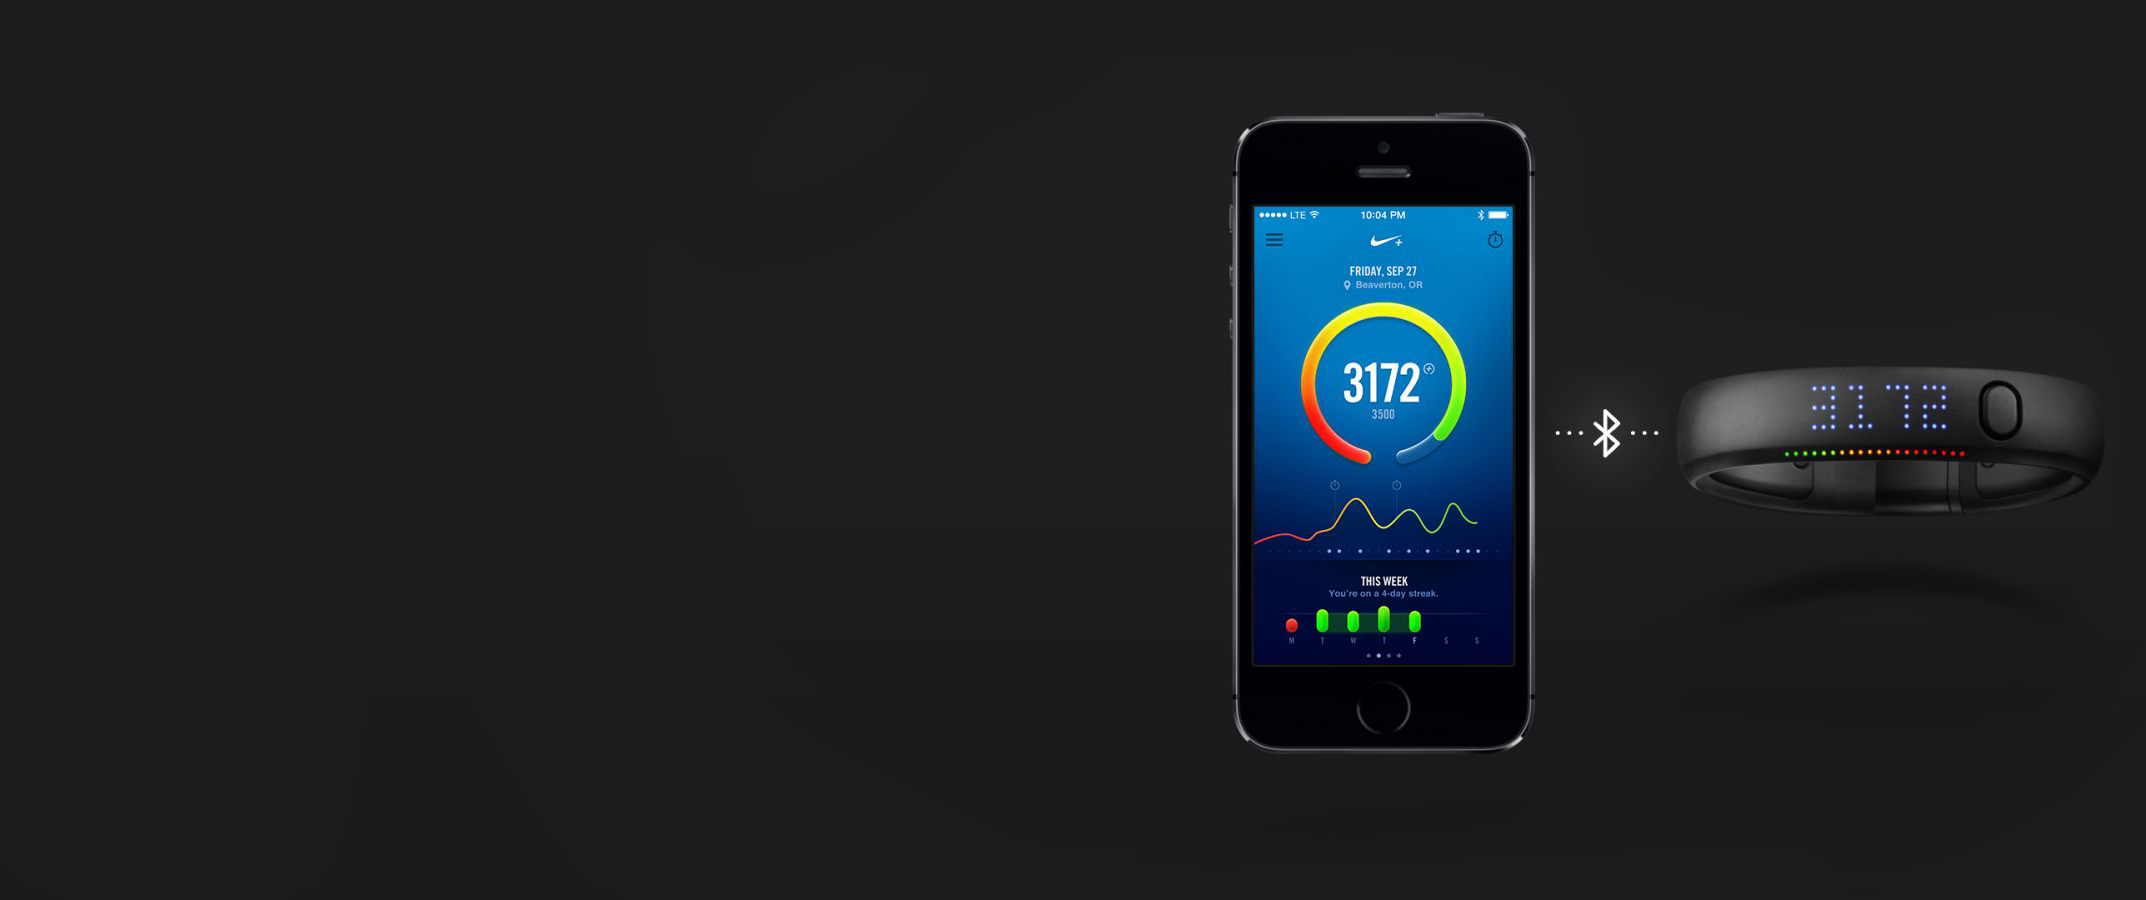 LTE 10:04 PM
FRIDAY, SEP 27
Beaverton, OR
3172
3500
THIS WEEK
You're on a 4-day streak.
M T W T F S S
3172